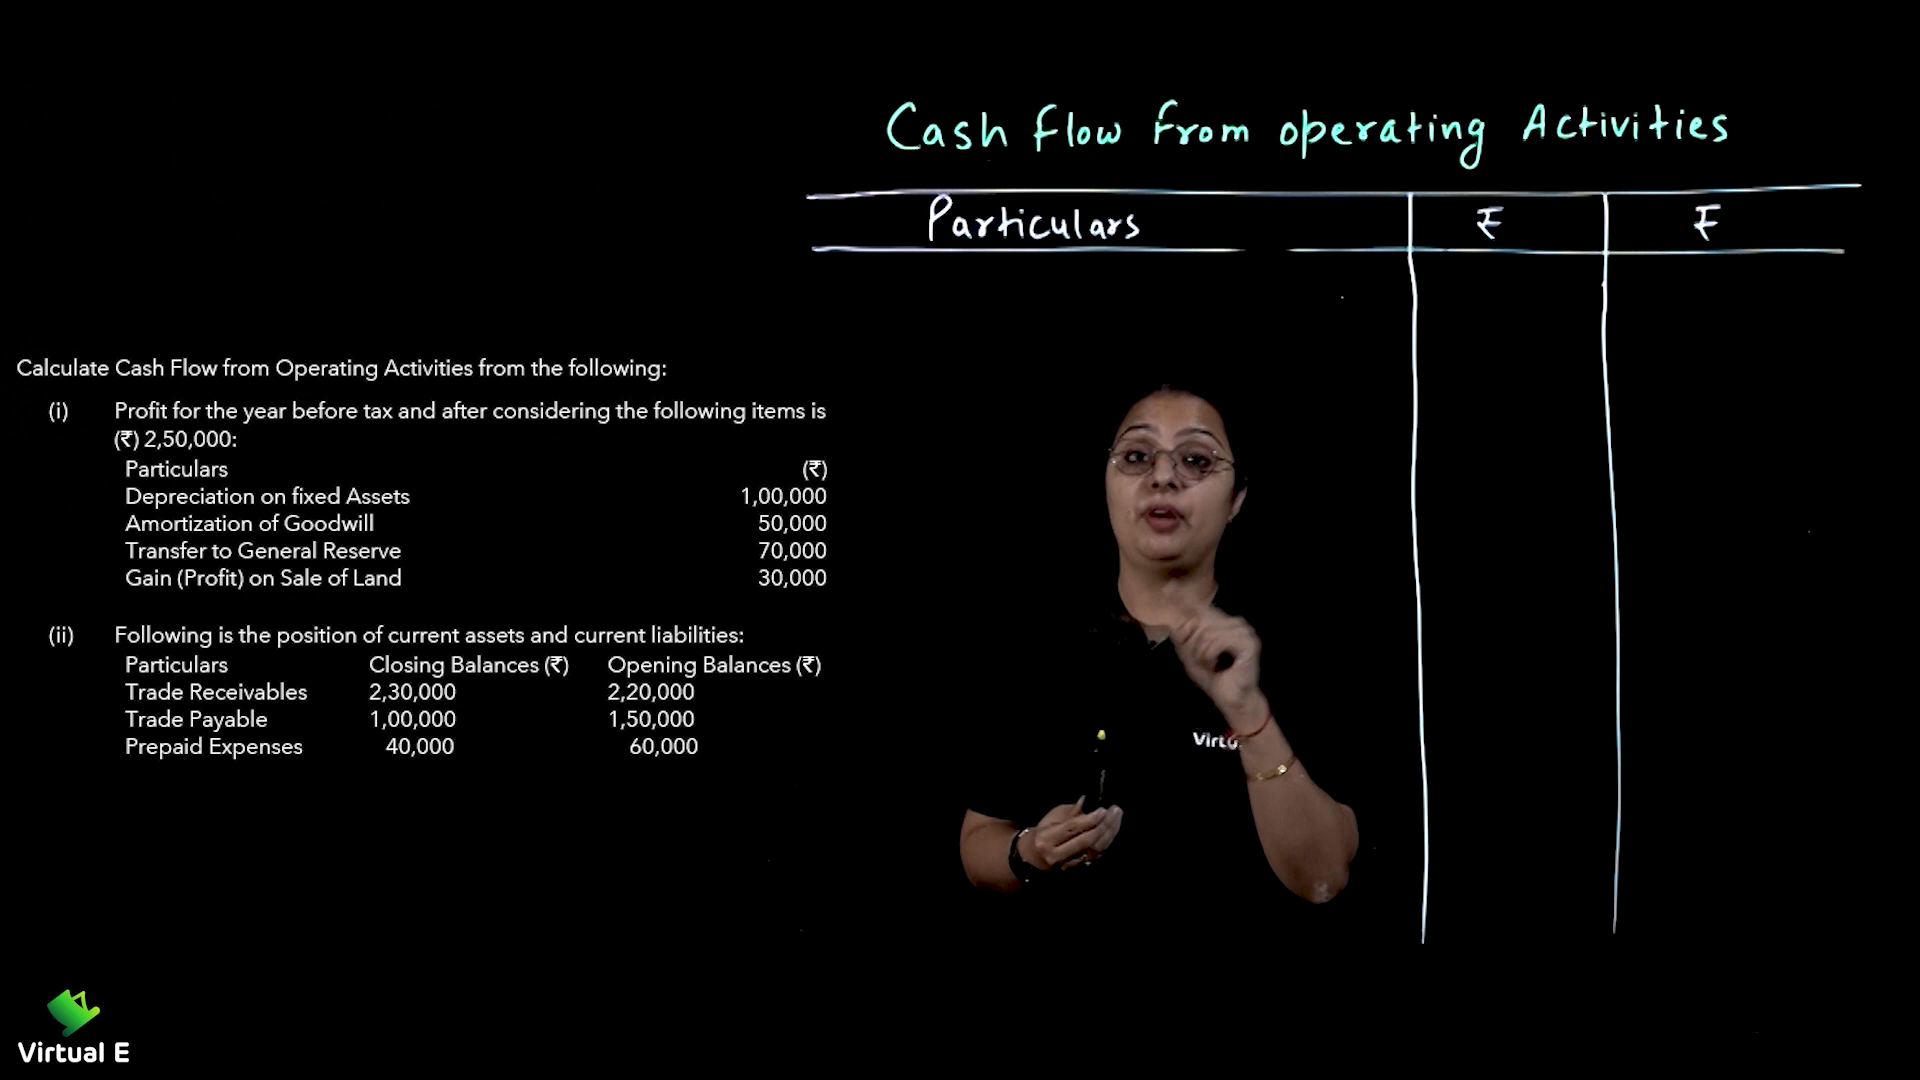 Cash flow from operating Activities
Particulars ₹ ₹
Calculate Cash Flow from Operating Activities from the following:
(i) Profit for the year before tax and after considering the following items is
(₹) 2,50,000:
Particulars (₹)
Depreciation on fixed Assets 1,00,000
Amortization of Goodwill 50,000
Transfer to General Reserve 70,000
Gain (Profit) on Sale of Land 30,000
(ii) Following is the position of current assets and current liabilities:
Particulars Closing Balances (₹) Opening Balances (₹)
Trade Receivables 2,30,000 2,20,000
Trade Payable 1,00,000 1,50,000
Prepaid Expenses 40,000 60,000
Virtu
Virtual E